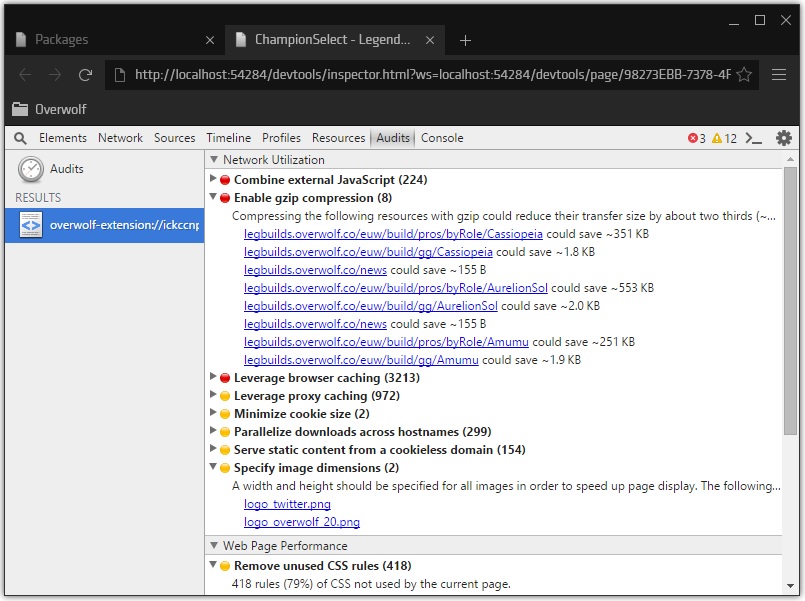 Packages
ChampionSelect - Legend...
http://localhost:54284/devtools/inspector.html?ws=localhost:54284/devtools/page/98273EBB-7378-4F
Overwolf
Elements Network Sources Timeline Profiles Resources Audits Console 3 12
Audits
RESULTS
overwolf-extension://ickccnp
Network Utilization
Combine external JavaScript (224)
Enable gzip compression (8)
Compressing the following resources with gzip could reduce their transfer size by about two thirds (~...
legbuilds.overwolf.co/euw/build/pros/byRole/Cassiopeia could save ~351 KB
legbuilds.overwolf.co/euw/build/gg/Cassiopeia could save ~1.8 KB
legbuilds.overwolf.co/news could save ~155 B
legbuilds.overwolf.co/euw/build/pros/byRole/AurelionSol could save ~553 KB
legbuilds.overwolf.co/euw/build/gg/AurelionSol could save ~2.0 KB
legbuilds.overwolf.co/news could save ~155 B
legbuilds.overwolf.co/euw/build/pros/byRole/Amumu could save ~251 KB
legbuilds.overwolf.co/euw/build/gg/Amumu could save ~1.9 KB
Leverage browser caching (3213)
Leverage proxy caching (972)
Minimize cookie size (2)
Parallelize downloads across hostnames (299)
Serve static content from a cookieless domain (154)
Specify image dimensions (2)
A width and height should be specified for all images in order to speed up page display. The following...
logo_twitter.png
logo_overwolf_20.png
Web Page Performance
Remove unused CSS rules (418)
418 rules (79%) of CSS not used by the current page.